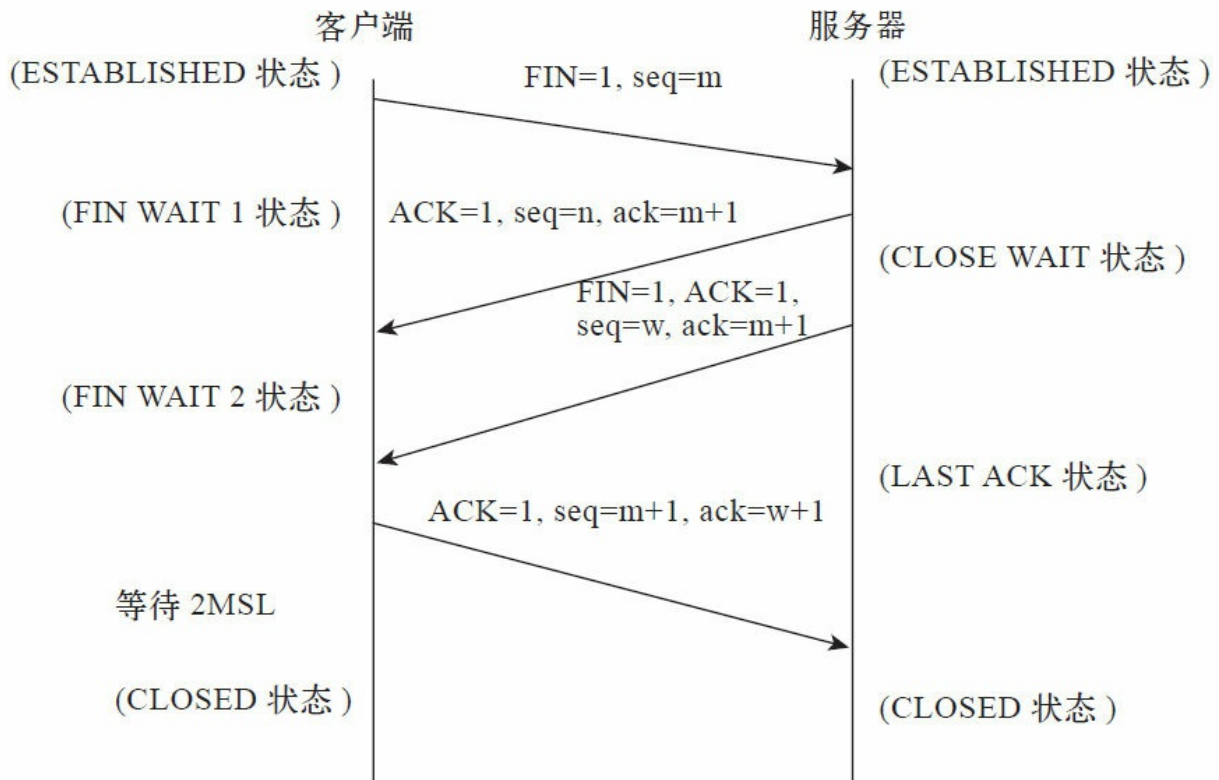 客户端
服务器
(ESTABLISHED 状态 )
FIN=1, seq=m
(ESTABLISHED 状态 )
(FIN WAIT 1 状态 )
ACK=1, seq=n, ack=m+1
(CLOSE WAIT 状态 )
FIN=1, ACK=1,
seq=w, ack=m+1
(FIN WAIT 2 状态 )
(LAST ACK 状态 )
ACK=1, seq=m+1, ack=w+1
等待 2MSL
(CLOSED 状态 )
(CLOSED 状态 )